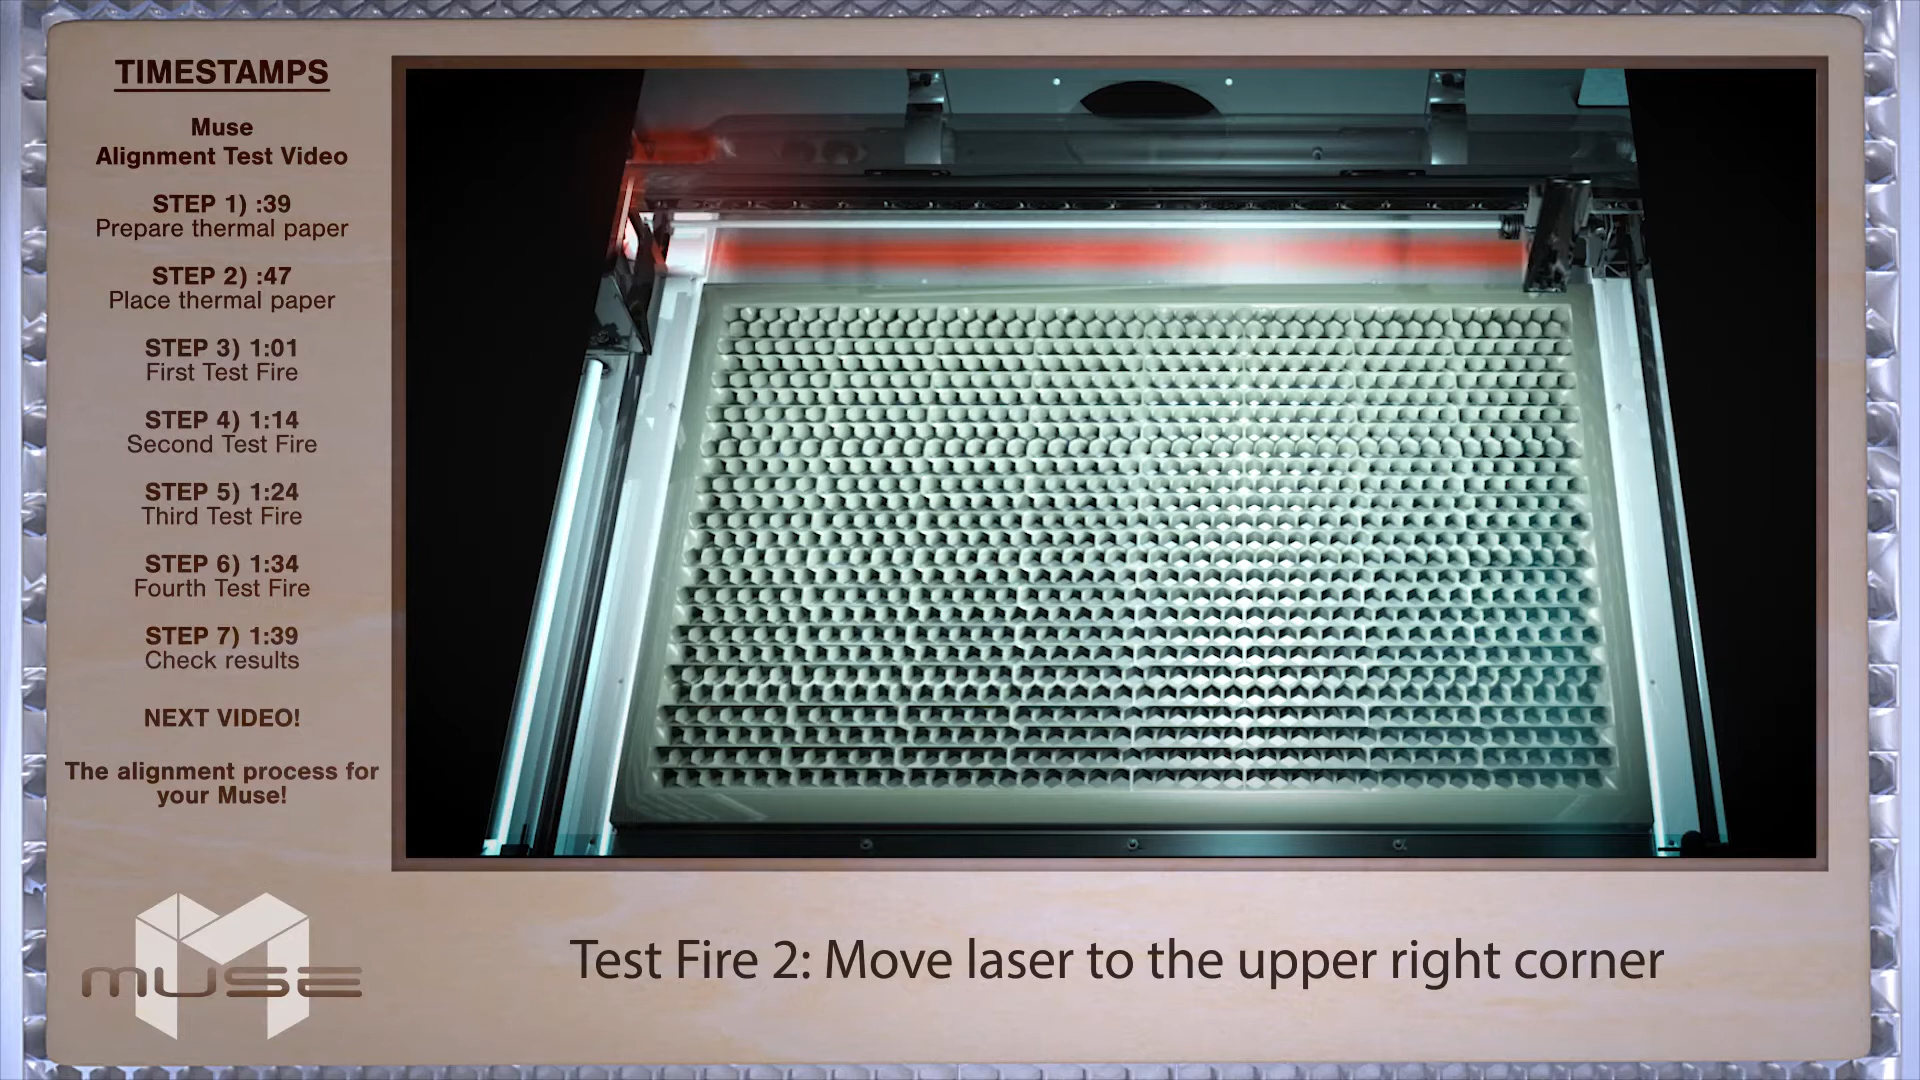 TIMESTAMPS
Muse
Alignment Test Video
STEP 1) :39
Prepare thermal paper
STEP 2) :47
Place thermal paper
STEP 3) 1:01
First Test Fire
STEP 4) 1:14
Second Test Fire
STEP 5) 1:24
Third Test Fire
STEP 6) 1:34
Fourth Test Fire
STEP 7) 1:39
Check results
NEXT VIDEO!
The alignment process for
your Muse!
MUSE
Test Fire 2: Move laser to the upper right corner